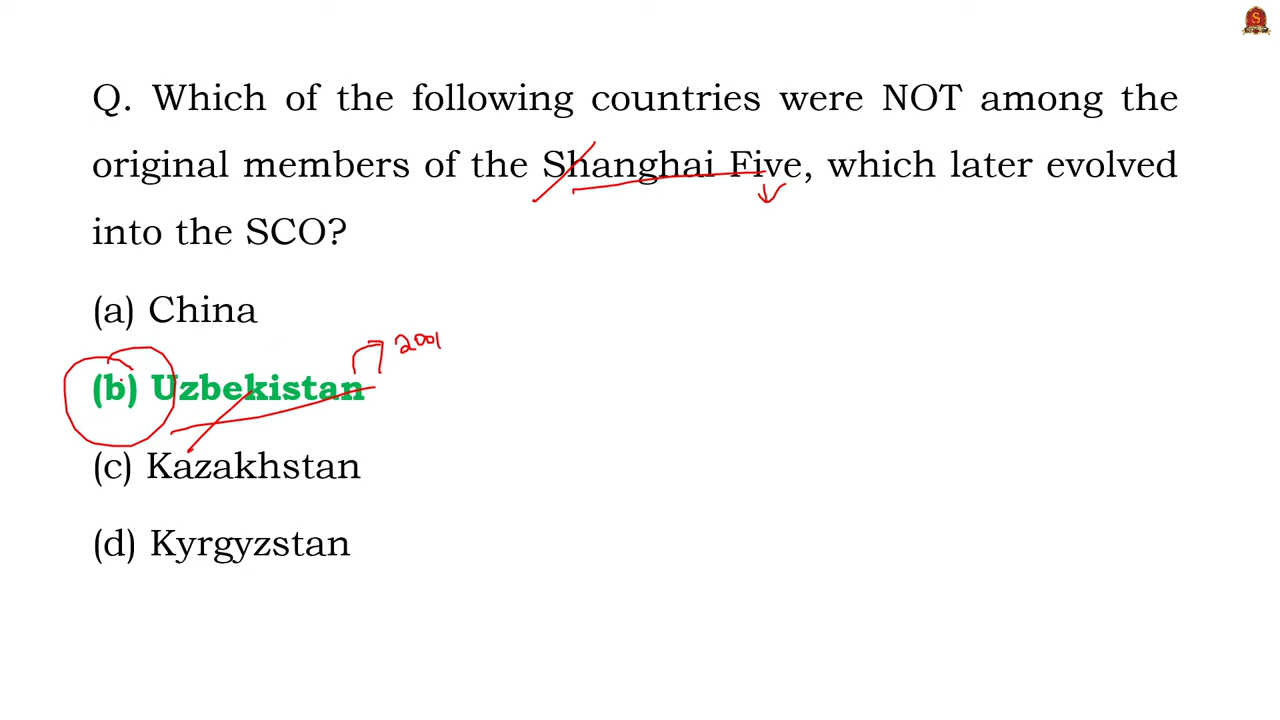 Q. Which of the following countries were NOT among the
original members of the Shanghai Five, which later evolved
into the SCO?
(a) China
2001
(b) Uzbekistan
(c) Kazakhstan
(d) Kyrgyzstan
S